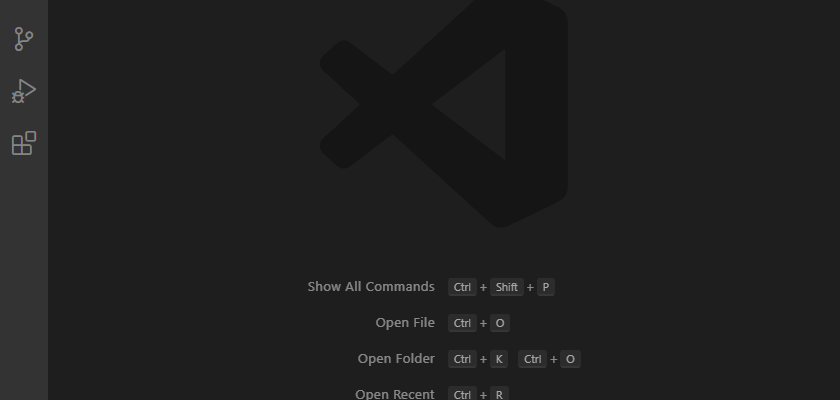 Show All Commands Ctrl + Shift + P
Open File Ctrl + O
Open Folder Ctrl + K Ctrl + O
Open Recent Ctrl + R